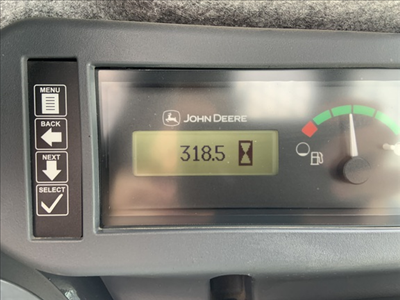 MENU
BACK
NEXT
SELECT
JOHN DEERE
318.5